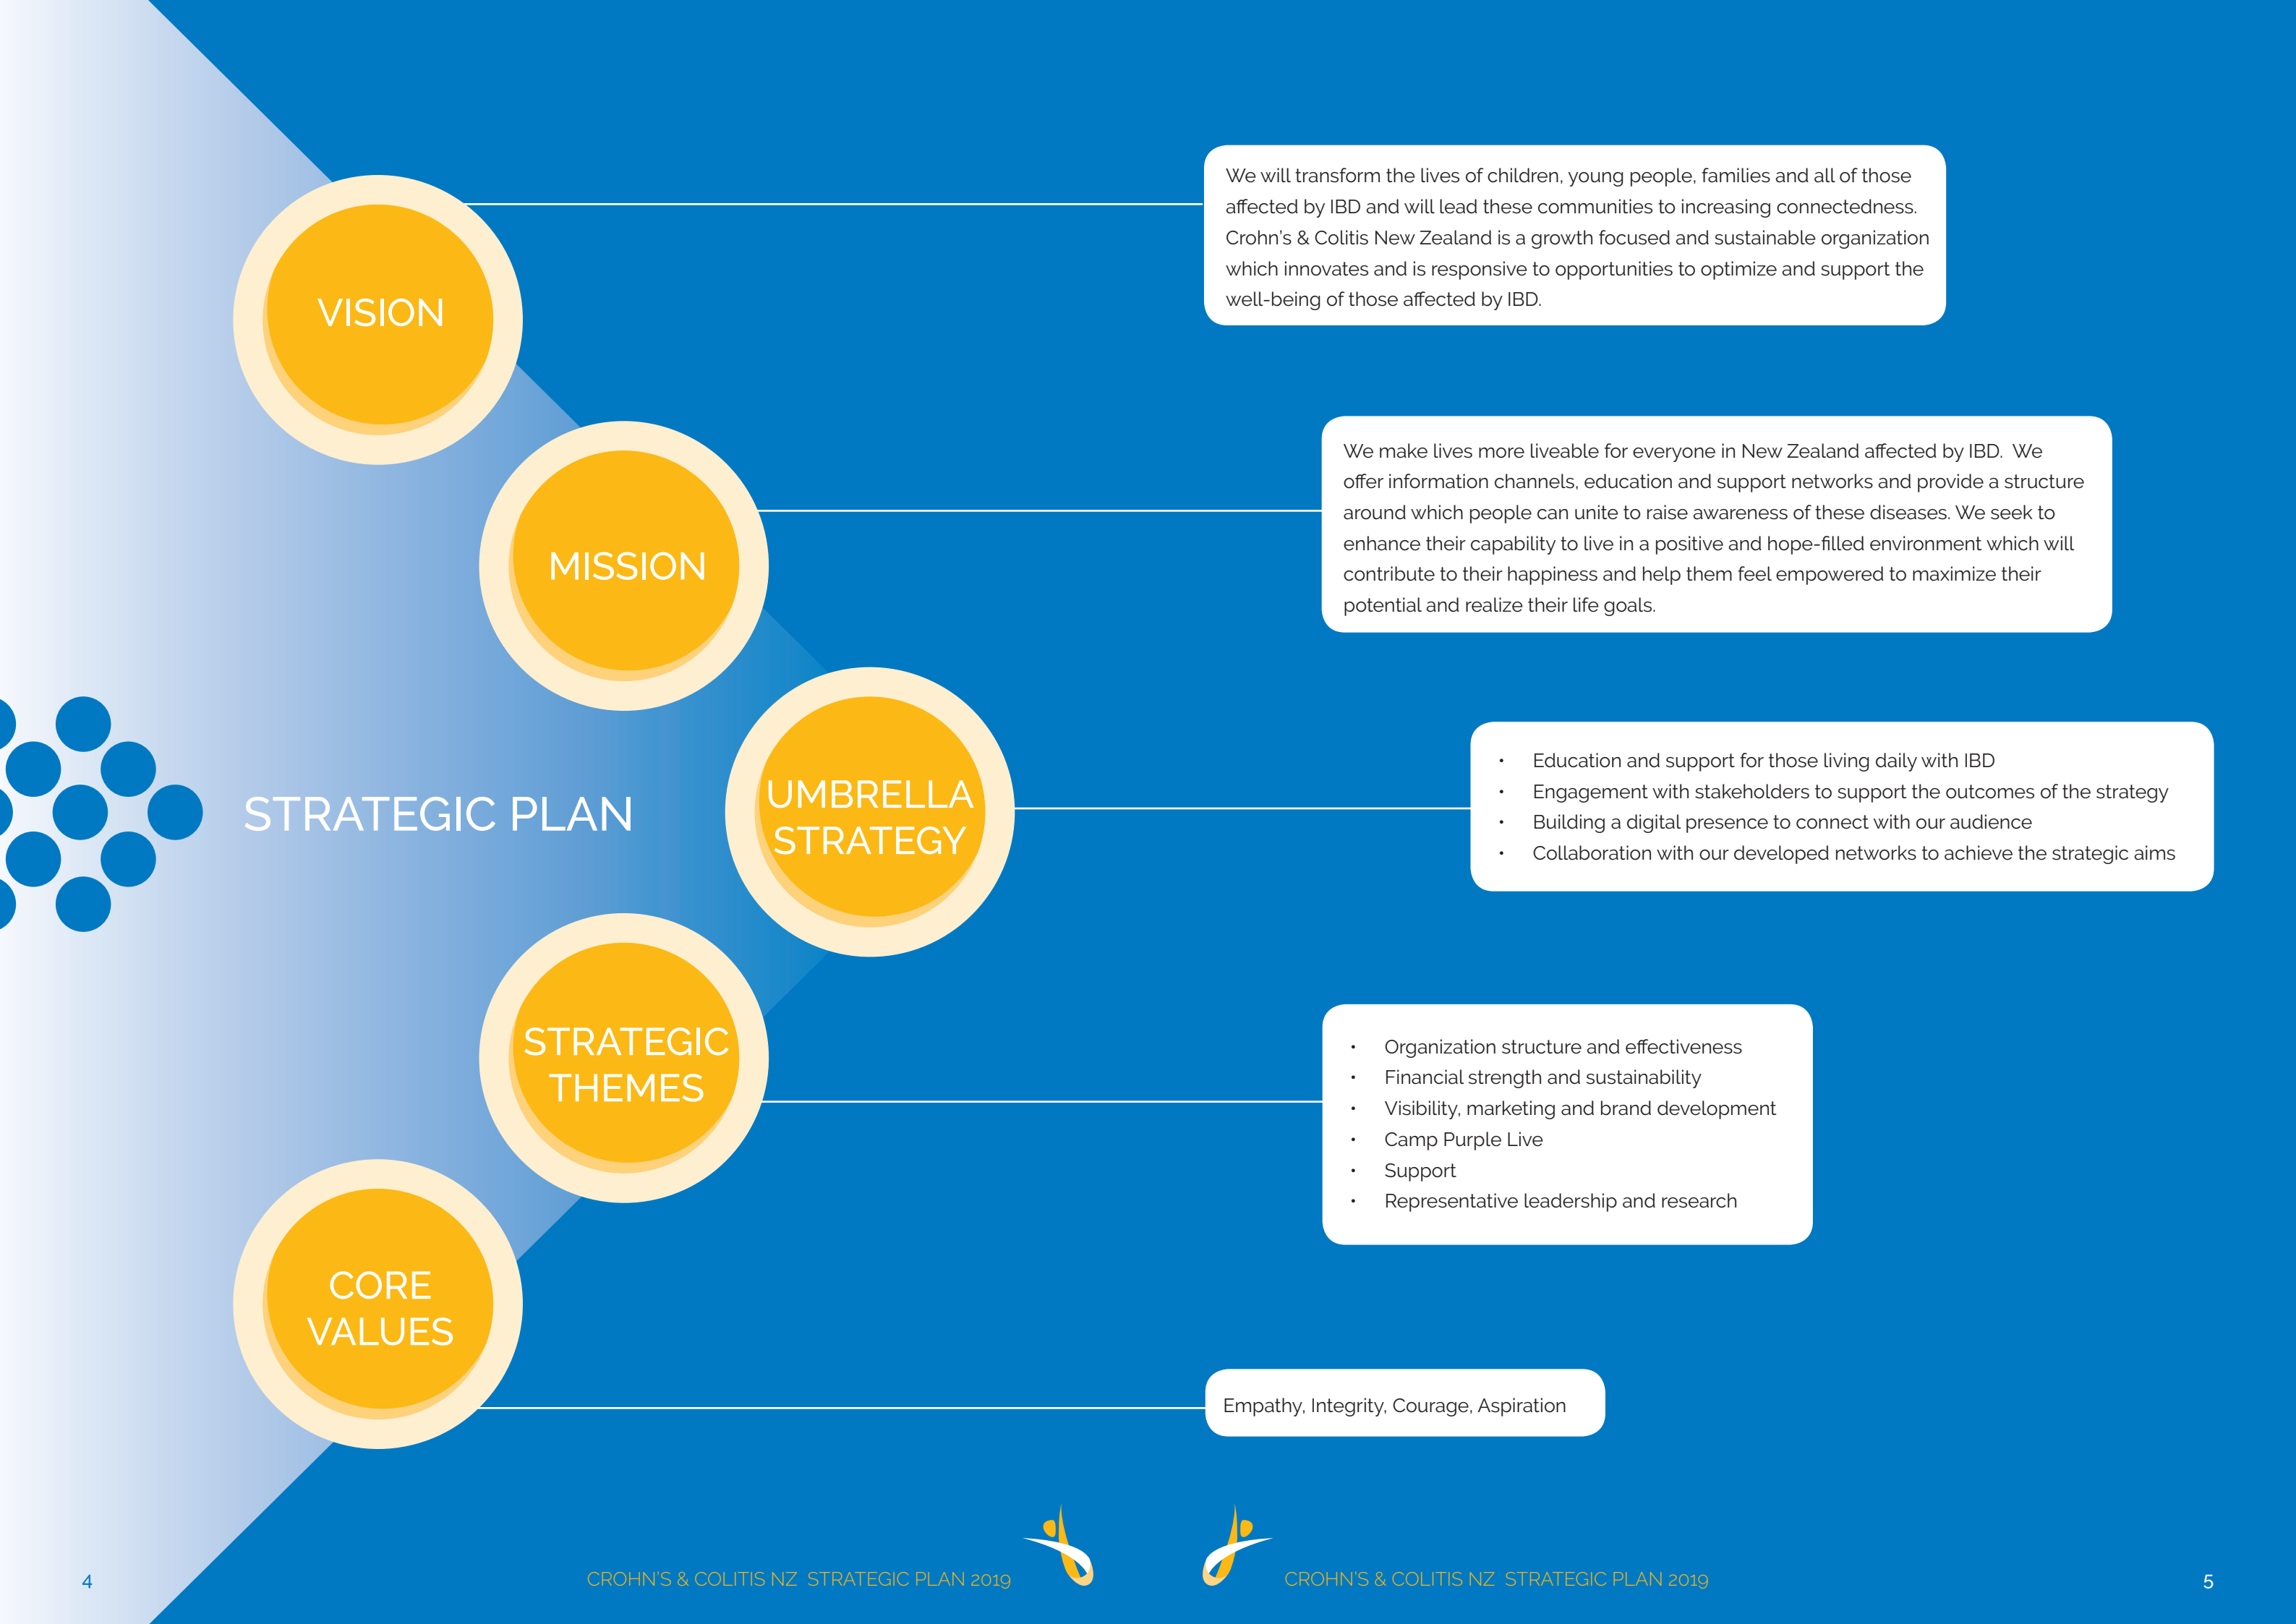 VISION
We will transform the lives of children, young people, families and all of those
affected by IBD and will lead these communities to increasing connectedness.
Crohn's & Colitis New Zealand is a growth focused and sustainable organization
which innovates and is responsive to opportunities to optimize and support the
well-being of those affected by IBD.
MISSION
We make lives more liveable for everyone in New Zealand affected by IBD.  We
offer information channels, education and support networks and provide a structure
around which people can unite to raise awareness of these diseases. We seek to
enhance their capability to live in a positive and hope-filled environment which will
contribute to their happiness and help them feel empowered to maximize their
potential and realize their life goals.
STRATEGIC PLAN
UMBRELLA
STRATEGY
• Education and support for those living daily with IBD
• Engagement with stakeholders to support the outcomes of the strategy
• Building a digital presence to connect with our audience
• Collaboration with our developed networks to achieve the strategic aims
STRATEGIC
THEMES
• Organization structure and effectiveness
• Financial strength and sustainability
• Visibility, marketing and brand development
• Camp Purple Live
• Support
• Representative leadership and research
CORE
VALUES
Empathy, Integrity, Courage, Aspiration
4
CROHN'S & COLITIS NZ  STRATEGIC PLAN 2019
CROHN'S & COLITIS NZ  STRATEGIC PLAN 2019
5